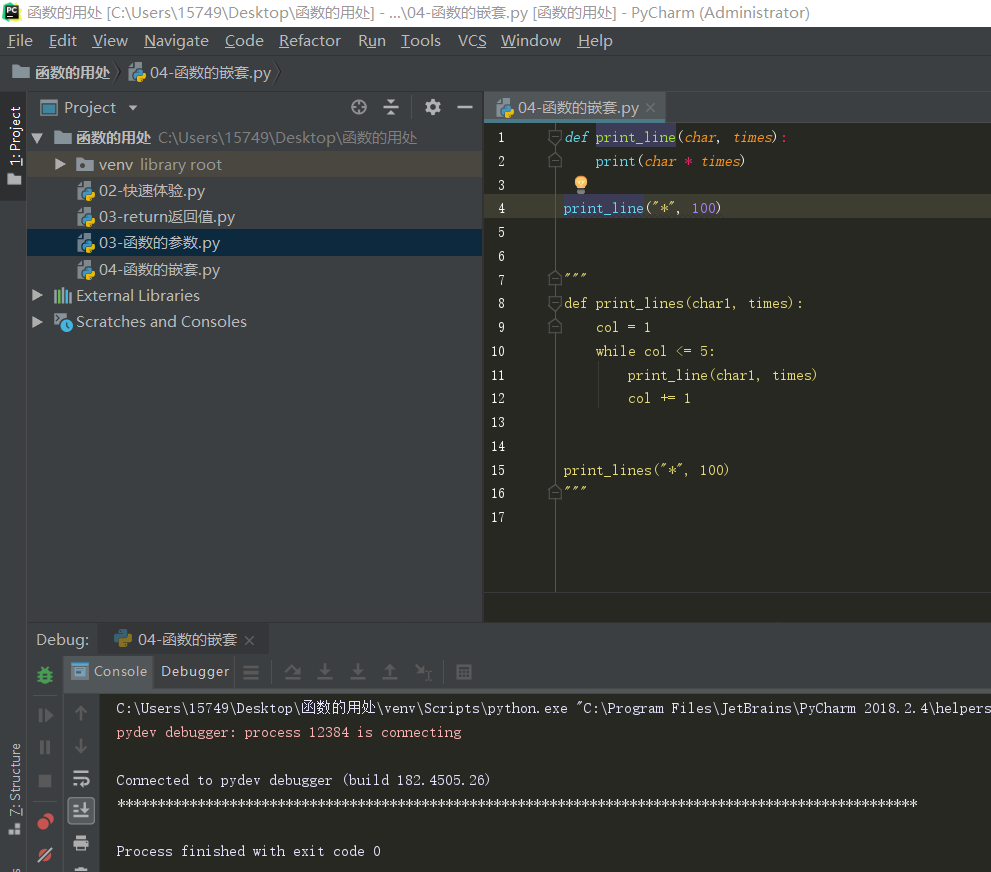 函数的用处 [C:\Users\15749\Desktop\函数的用处] - ...\04-函数的嵌套.py [函数的用处] - PyCharm (Administrator)
File Edit View Navigate Code Refactor Run Tools VCS Window Help
函数的用处 04-函数的嵌套.py
1: Project
Project
函数的用处 C:\Users\15749\Desktop\函数的用处
venv library root
02-快速体验.py
03-return返回值.py
03-函数的参数.py
04-函数的嵌套.py
External Libraries
Scratches and Consoles
04-函数的嵌套.py
1 def print_line(char, times):
2 print(char * times)
3
4 print_line("*", 100)
5
6
7 """
8 def print_lines(char1, times):
9 col = 1
10 while col <= 5:
11 print_line(char1, times)
12 col += 1
13
14
15 print_lines("*", 100)
16 """
17
Debug: 04-函数的嵌套
Console Debugger
Z: Structure
C:\Users\15749\Desktop\函数的用处\venv\Scripts\python.exe "C:\Program Files\JetBrains\PyCharm 2018.2.4\helpers
pydev debugger: process 12384 is connecting
Connected to pydev debugger (build 182.4505.26)
****************************************************************************************************
Process finished with exit code 0